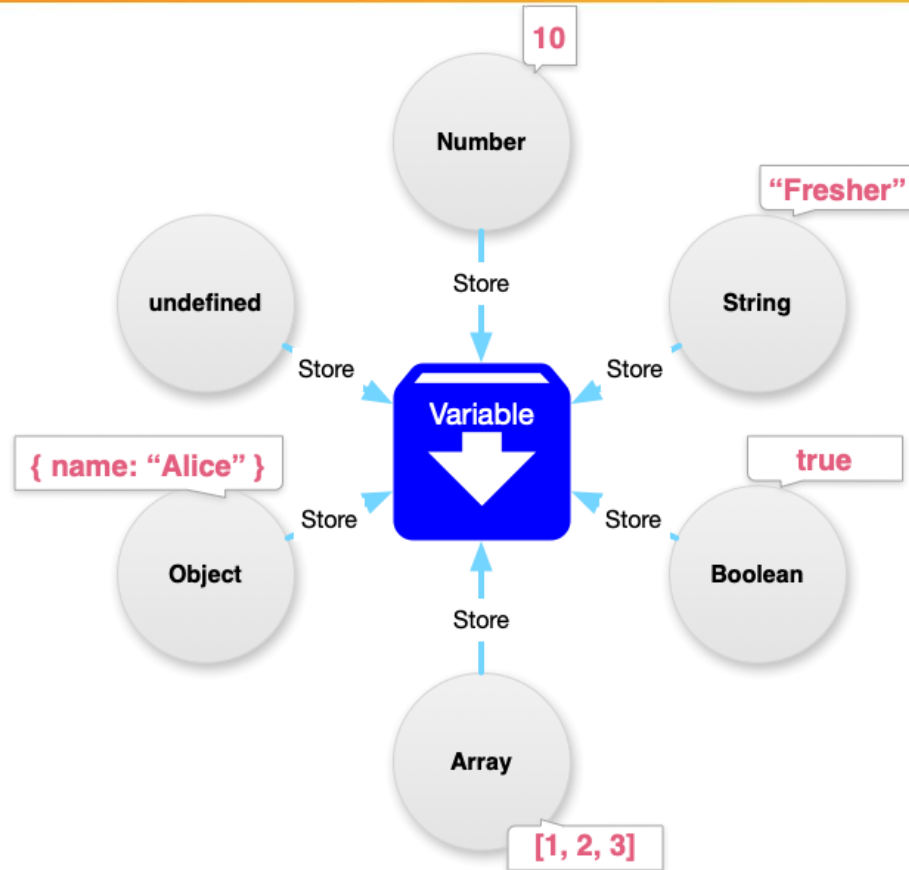 10
Number
“Fresher”
Store
undefined
String
Store
Store
Variable
{ name: “Alice” }
true
Store
Store
Object
Boolean
Store
Array
[1, 2, 3]